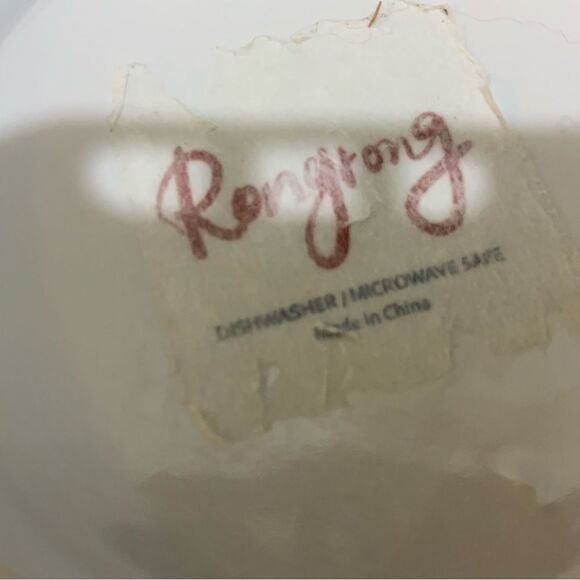 Rongrong
DISHWASHER / MICROWAVE SAFE
Made in China